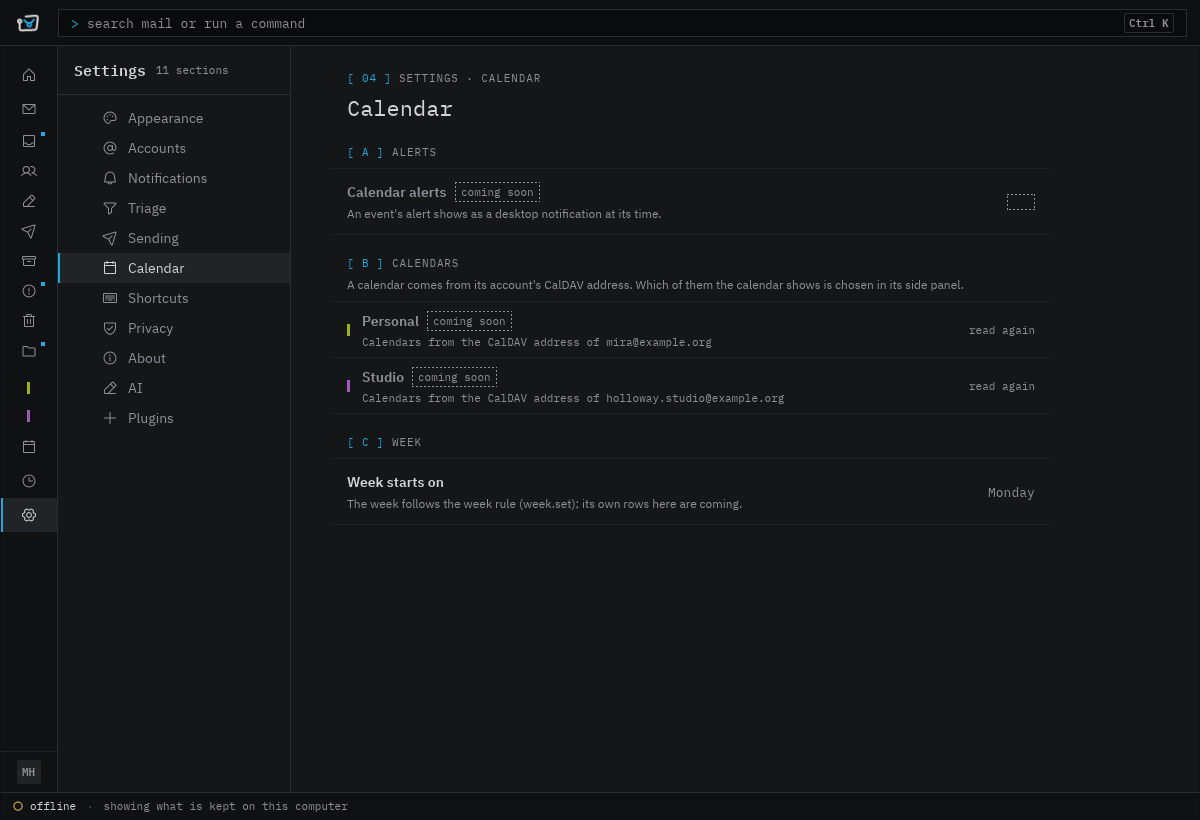 > search mail or run a command
Ctrl K
Settings 11 sections
Appearance
Accounts
Notifications
Triage
Sending
Calendar
Shortcuts
Privacy
About
AI
Plugins
MH
[ 04 ] SETTINGS · CALENDAR
Calendar
[ A ] ALERTS
Calendar alerts coming soon
An event's alert shows as a desktop notification at its time.
[ B ] CALENDARS
A calendar comes from its account's CalDAV address. Which of them the calendar shows is chosen in its side panel.
Personal coming soon
Calendars from the CalDAV address of mira@example.org
read again
Studio coming soon
Calendars from the CalDAV address of holloway.studio@example.org
read again
[ C ] WEEK
Week starts on
The week follows the week rule (week.set); its own rows here are coming.
Monday
offline · showing what is kept on this computer